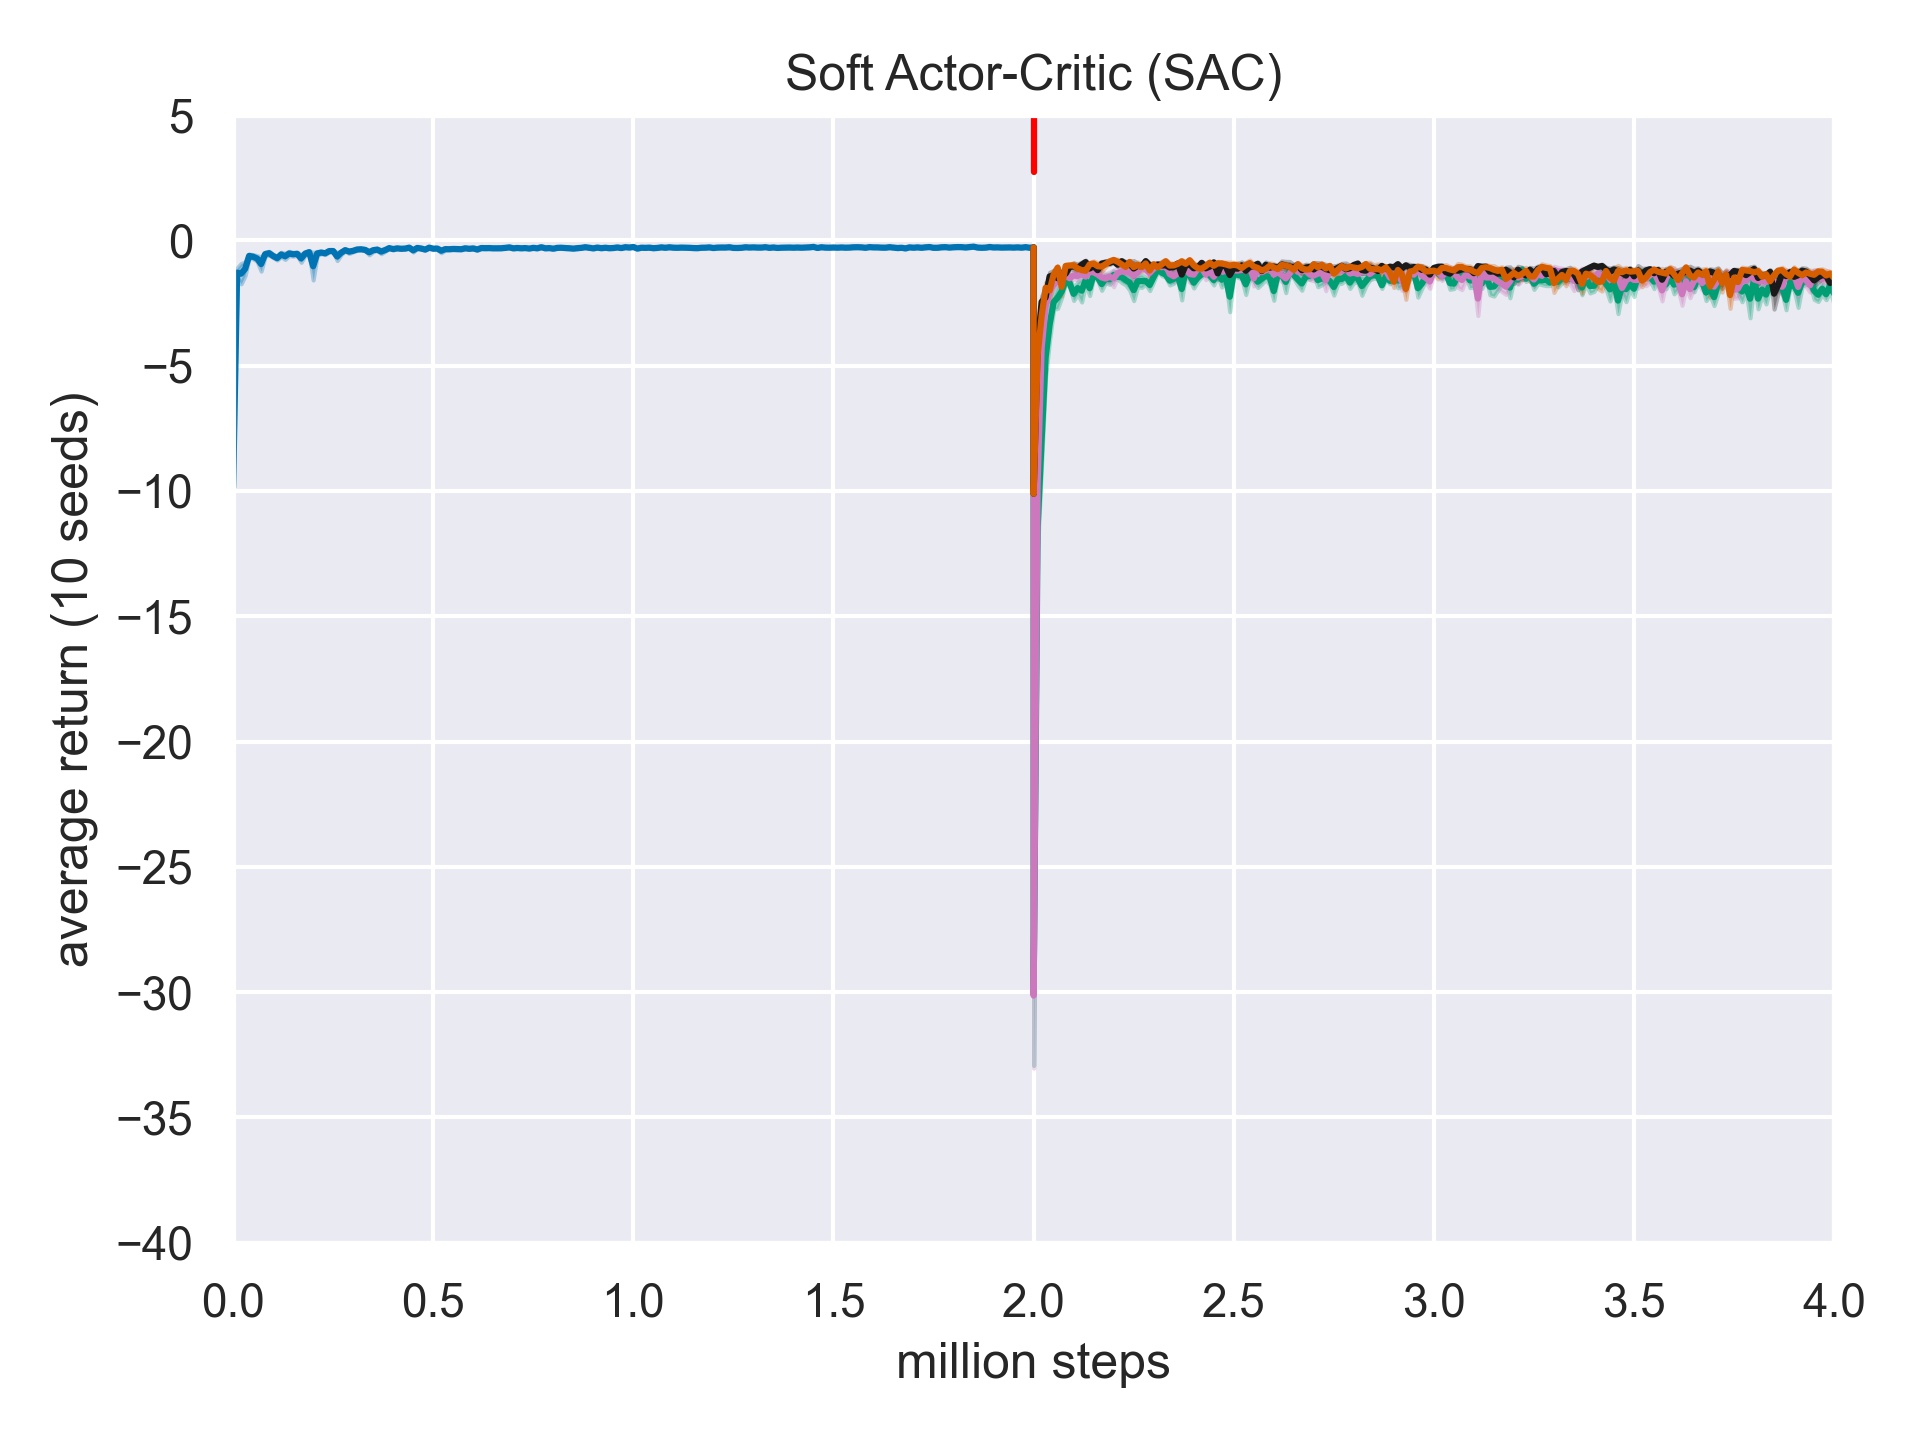 Soft Actor-Critic (SAC)
5
0
−5
−10
−15
−20
−25
−30
−35
−40
average return (10 seeds)
0.0 0.5 1.0 1.5 2.0 2.5 3.0 3.5 4.0
million steps